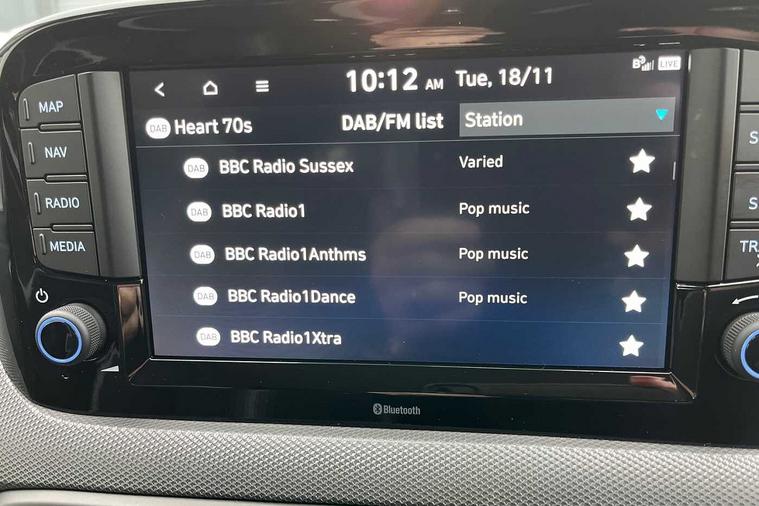 10:12 AM Tue, 18/11
LIVE
MAP
NAV
RADIO
MEDIA
DAB Heart 70s DAB/FM list Station
DAB BBC Radio Sussex Varied
DAB BBC Radio1 Pop music
DAB BBC Radio1Anthms Pop music
DAB BBC Radio1Dance Pop music
DAB BBC Radio1Xtra
S
S
TR
Bluetooth